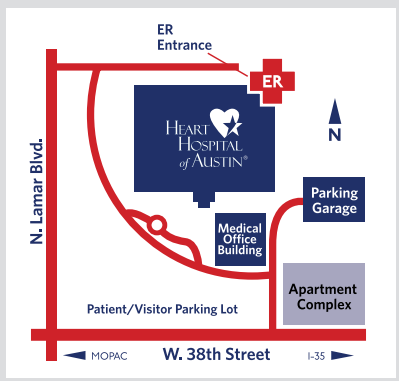 ER
Entrance
ER
HEART
HOSPITAL
of AUSTIN®
N
N. Lamar Blvd.
Parking
Garage
Medical
Office
Building
Apartment
Complex
Patient/Visitor Parking Lot
MOPAC
W. 38th Street
I-35